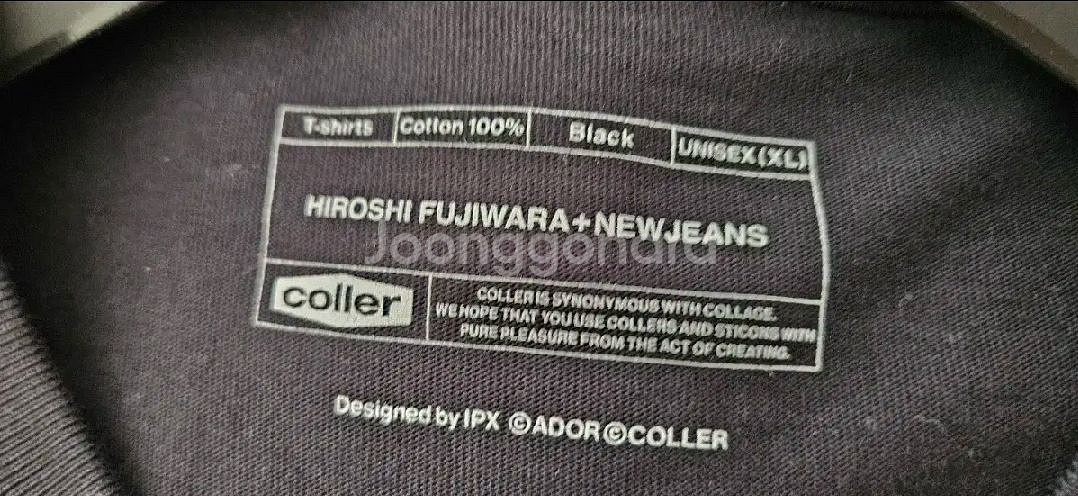 T-shirts Cotton 100% Black UNISEX(XL)
HIROSHI FUJIWARA+NEWJEANS
Joonggonara
coller
COLLER IS SYNONYMOUS WITH COLLAGE.
WE HOPE THAT YOU USE COLLERS AND STICONS WITH
PURE PLEASURE FROM THE ACT OF CREATING.
Designed by IPX ©ADOR©COLLER